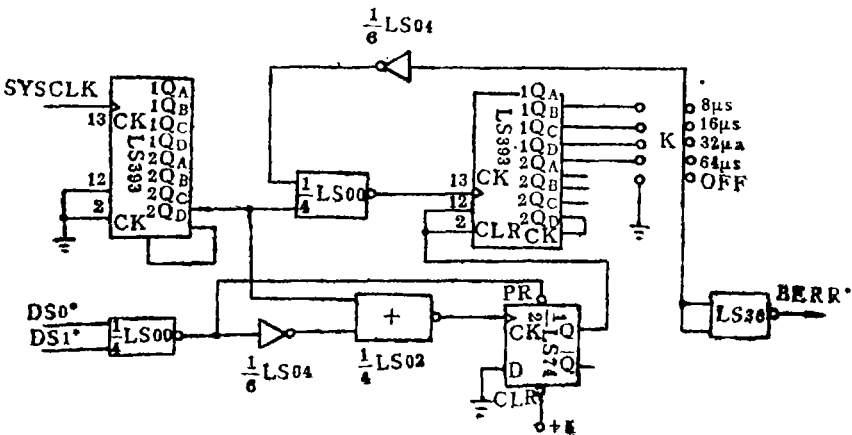 1/6 LS04
SYSCLK
13
CK
LS393
12
2
CK
1QA
1QB
1QC
1QD
2QA
2QB
2QC
2QD
1/4 LS00
13
CK
LS393
12
2
CLR
CK
1QA
1QB
1QC
1QD
2QA
2QB
2QC
2QD
K
8μs
16μs
32μs
64μs
OFF
DS0*
DS1*
1/4 LS00
1/6 LS04
+
1/4 LS02
PR
CK
1/2 LS74
Q
Q̅
D
CLR
BERR*